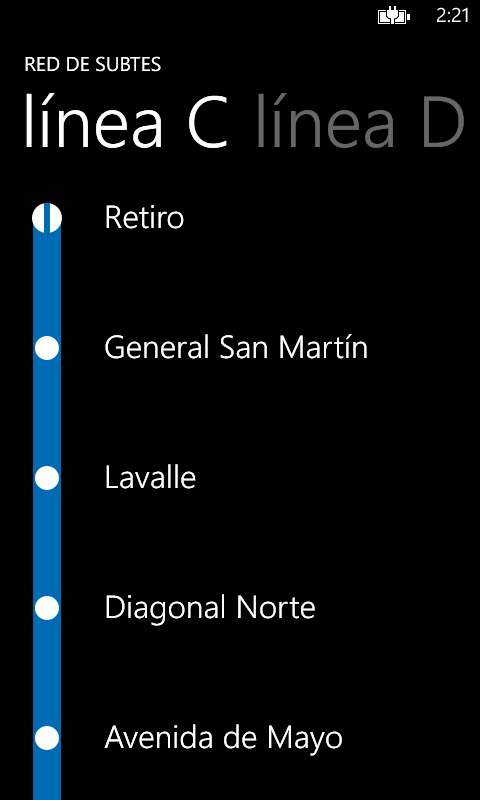 2:21
RED DE SUBTES
línea C línea D
Retiro
General San Martín
Lavalle
Diagonal Norte
Avenida de Mayo